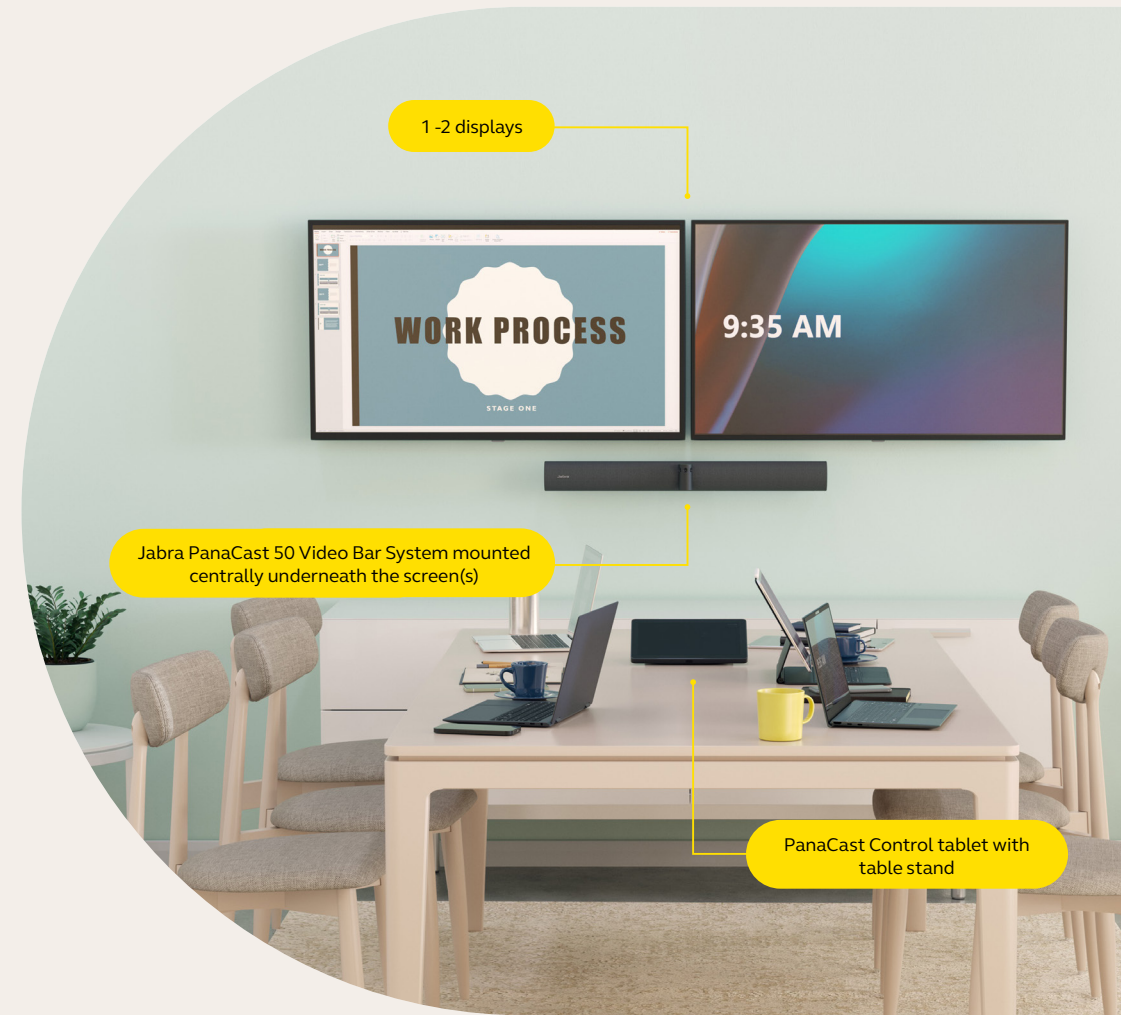 1 -2 displays
WORK PROCESS
STAGE ONE
9:35 AM
Jabra PanaCast 50 Video Bar System mounted
centrally underneath the screen(s)
PanaCast Control tablet with
table stand